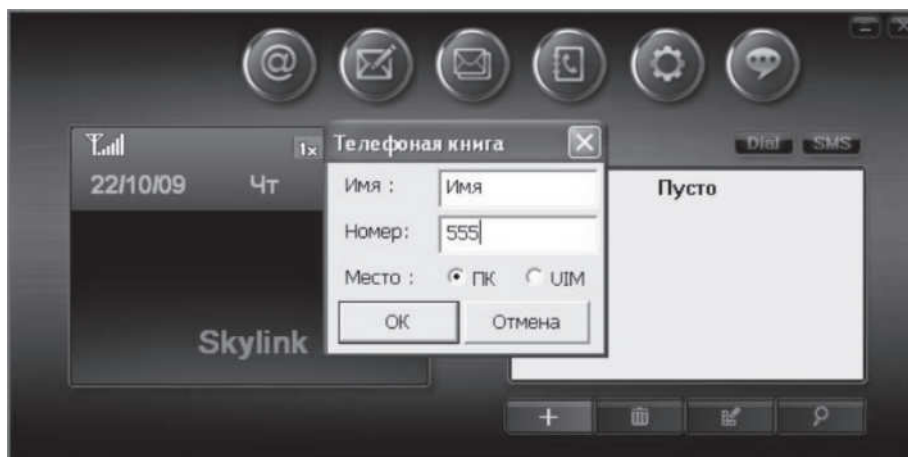 @
1x
Dial SMS
22/10/09 Чт
Skylink
Телефоная книга
Имя : Имя
Номер: 555
Место : ПК UIM
ОК Отмена
Пусто